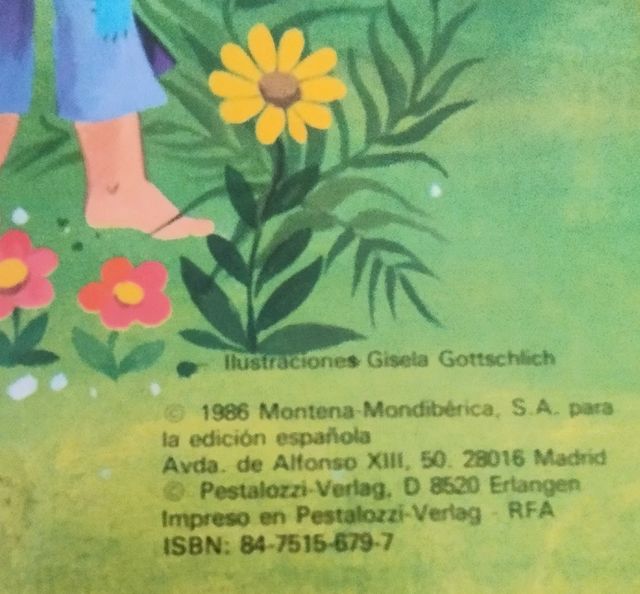 Ilustraciones Gisela Gottschlich
© 1986 Montena-Mondibérica, S.A. para
la edición española
Avda. de Alfonso XIII, 50. 28016 Madrid
© Pestalozzi-Verlag, D 8520 Erlangen
Impreso en Pestalozzi-Verlag - RFA
ISBN: 84-7515-679-7